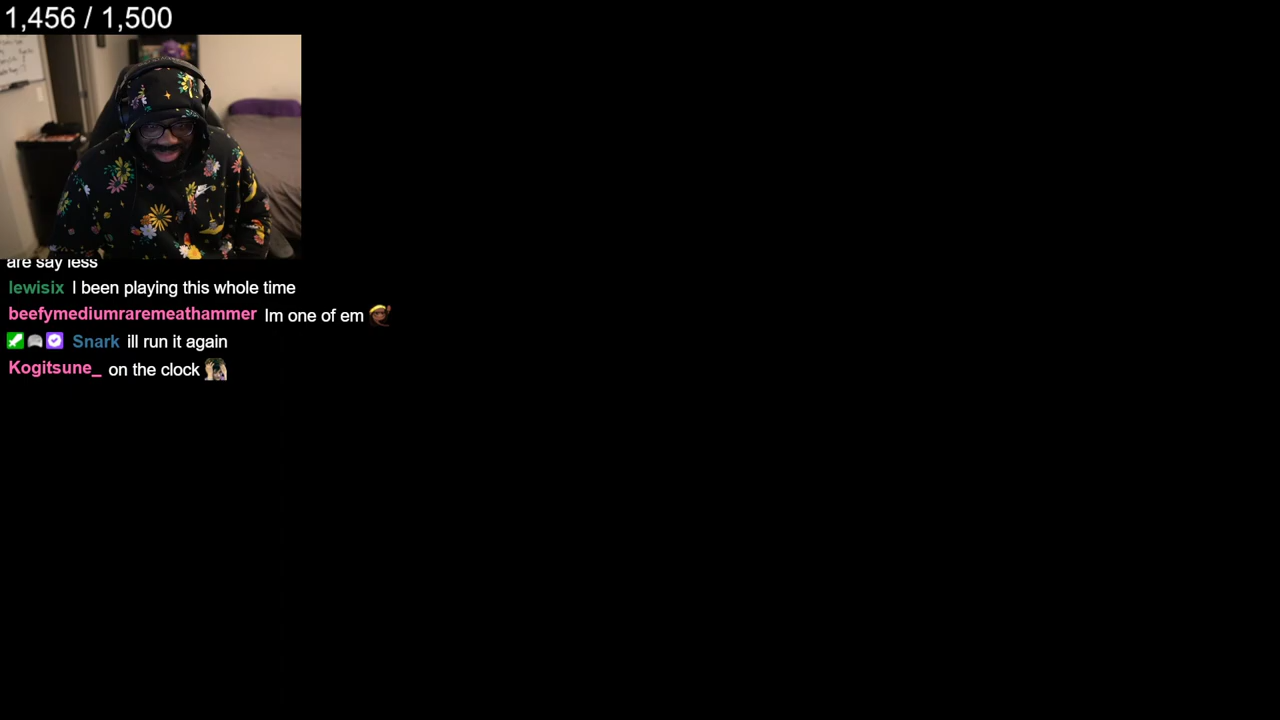 1,456 / 1,500
are say less
lewisix I been playing this whole time
beefymediumraremeathammer Im one of em
Snark ill run it again
Kogitsune_ on the clock